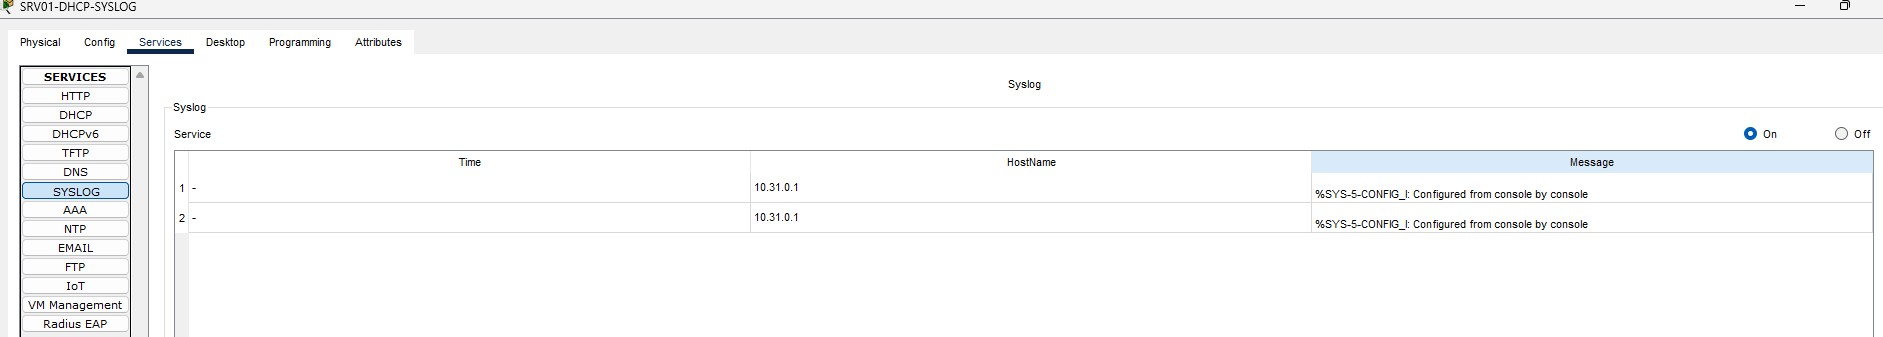 SRV01-DHCP-SYSLOG
Physical Config Services Desktop Programming Attributes
SERVICES
HTTP
DHCP
DHCPv6
TFTP
DNS
SYSLOG
AAA
NTP
EMAIL
FTP
IoT
VM Management
Radius EAP
Syslog
Syslog
Service On Off
Time HostName Message
1 - 10.31.0.1 %SYS-5-CONFIG_I: Configured from console by console
2 - 10.31.0.1 %SYS-5-CONFIG_I: Configured from console by console